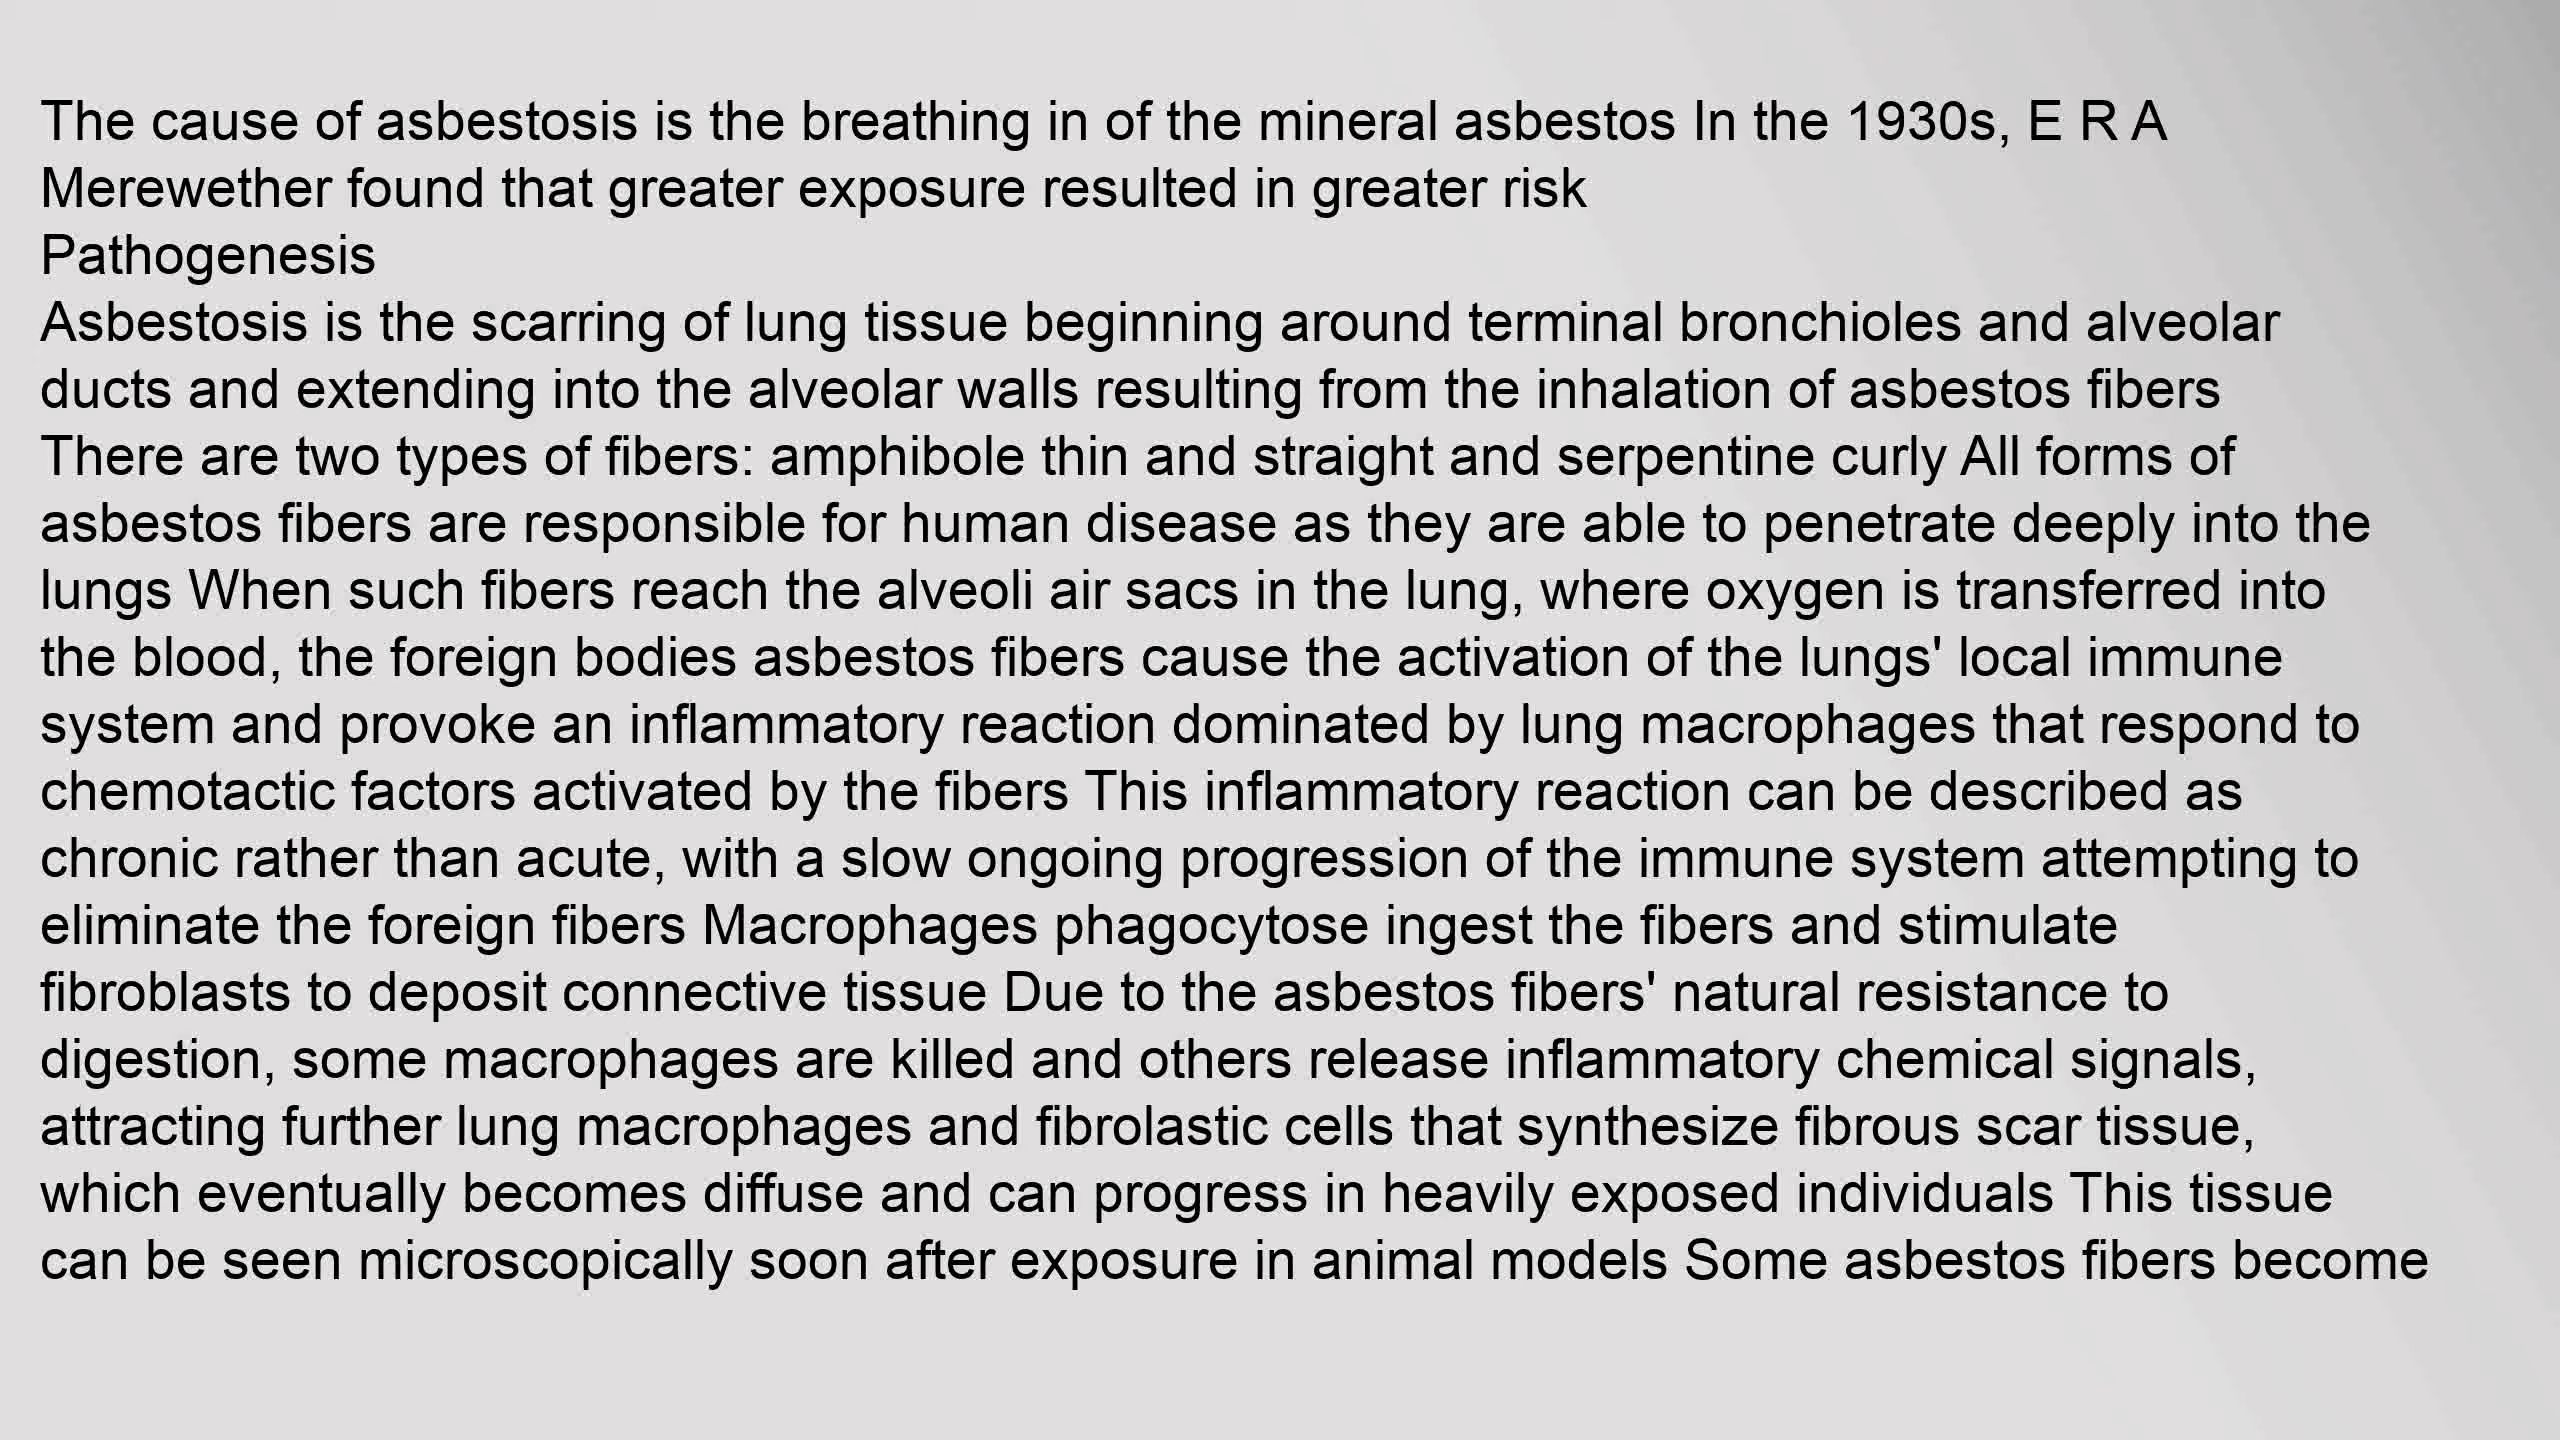 The cause of asbestosis is the breathing in of the mineral asbestos In the 1930s, E R A
Merewether found that greater exposure resulted in greater risk
Pathogenesis
Asbestosis is the scarring of lung tissue beginning around terminal bronchioles and alveolar
ducts and extending into the alveolar walls resulting from the inhalation of asbestos fibers
There are two types of fibers: amphibole thin and straight and serpentine curly All forms of
asbestos fibers are responsible for human disease as they are able to penetrate deeply into the
lungs When such fibers reach the alveoli air sacs in the lung, where oxygen is transferred into
the blood, the foreign bodies asbestos fibers cause the activation of the lungs' local immune
system and provoke an inflammatory reaction dominated by lung macrophages that respond to
chemotactic factors activated by the fibers This inflammatory reaction can be described as
chronic rather than acute, with a slow ongoing progression of the immune system attempting to
eliminate the foreign fibers Macrophages phagocytose ingest the fibers and stimulate
fibroblasts to deposit connective tissue Due to the asbestos fibers' natural resistance to
digestion, some macrophages are killed and others release inflammatory chemical signals,
attracting further lung macrophages and fibrolastic cells that synthesize fibrous scar tissue,
which eventually becomes diffuse and can progress in heavily exposed individuals This tissue
can be seen microscopically soon after exposure in animal models Some asbestos fibers become